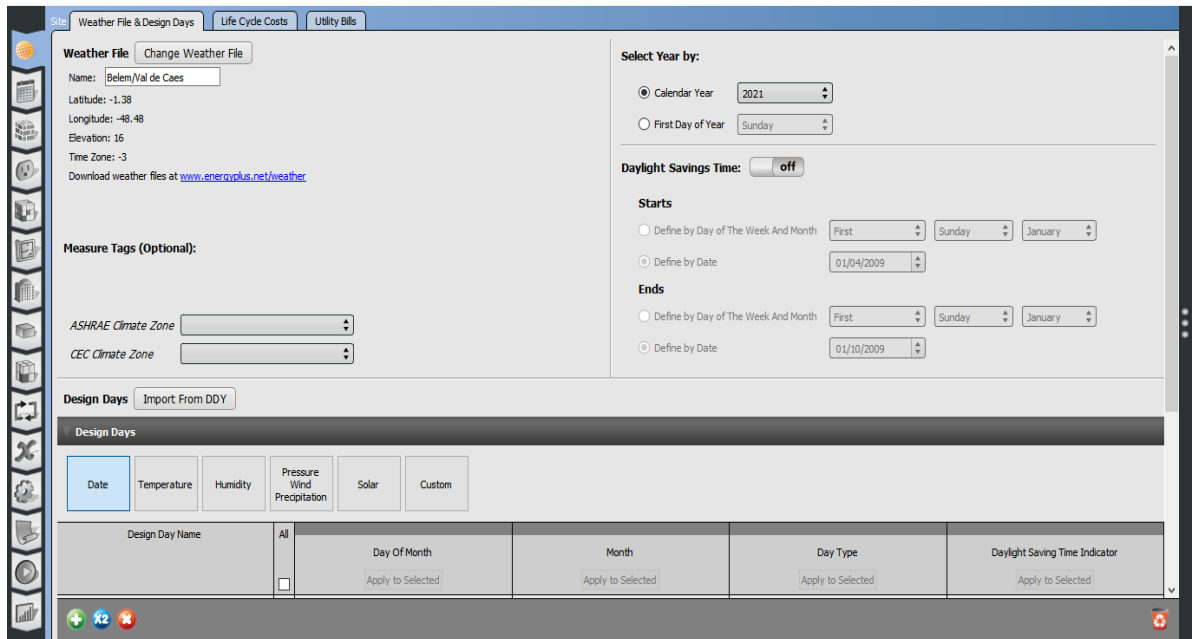 Site Weather File & Design Days Life Cycle Costs Utility Bills
Weather File Change Weather File
Name: Belem/Val de Caes
Latitude: -1.38
Longitude: -48.48
Elevation: 16
Time Zone: -3
Download weather files at www.energyplus.net/weather
Measure Tags (Optional):
ASHRAE Climate Zone
CEC Climate Zone
Select Year by:
Calendar Year 2021
First Day of Year Sunday
Daylight Savings Time: off
Starts
Define by Day of The Week And Month First Sunday January
Define by Date 01/04/2009
Ends
Define by Day of The Week And Month First Sunday January
Define by Date 01/10/2009
Design Days Import From DDY
Design Days
Date Temperature Humidity Pressure Wind Precipitation Solar Custom
Design Day Name All Day Of Month Month Day Type Daylight Saving Time Indicator
Apply to Selected Apply to Selected Apply to Selected Apply to Selected
X2